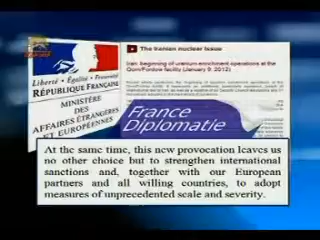 The Iranian nuclear issue
Iran: beginning of uranium enrichment operations at the
Qom/Fordow facility (January 9, 2012)
Liberté • Égalité • Fraternité
RÉPUBLIQUE FRANÇAISE
MINISTÈRE
DES
AFFAIRES ÉTRANGÈRES
ET EUROPÉENNES
France
Diplomatie
At the same time, this new provocation leaves us
no other choice but to strengthen international
sanctions and, together with our European
partners and all willing countries, to adopt
measures of unprecedented scale and severity.